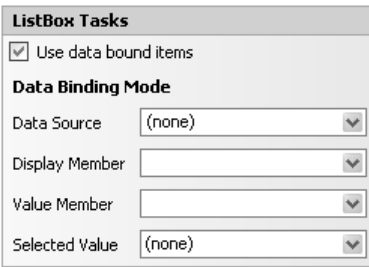 ListBox Tasks
Use data bound items
Data Binding Mode
Data Source (none)
Display Member
Value Member
Selected Value (none)